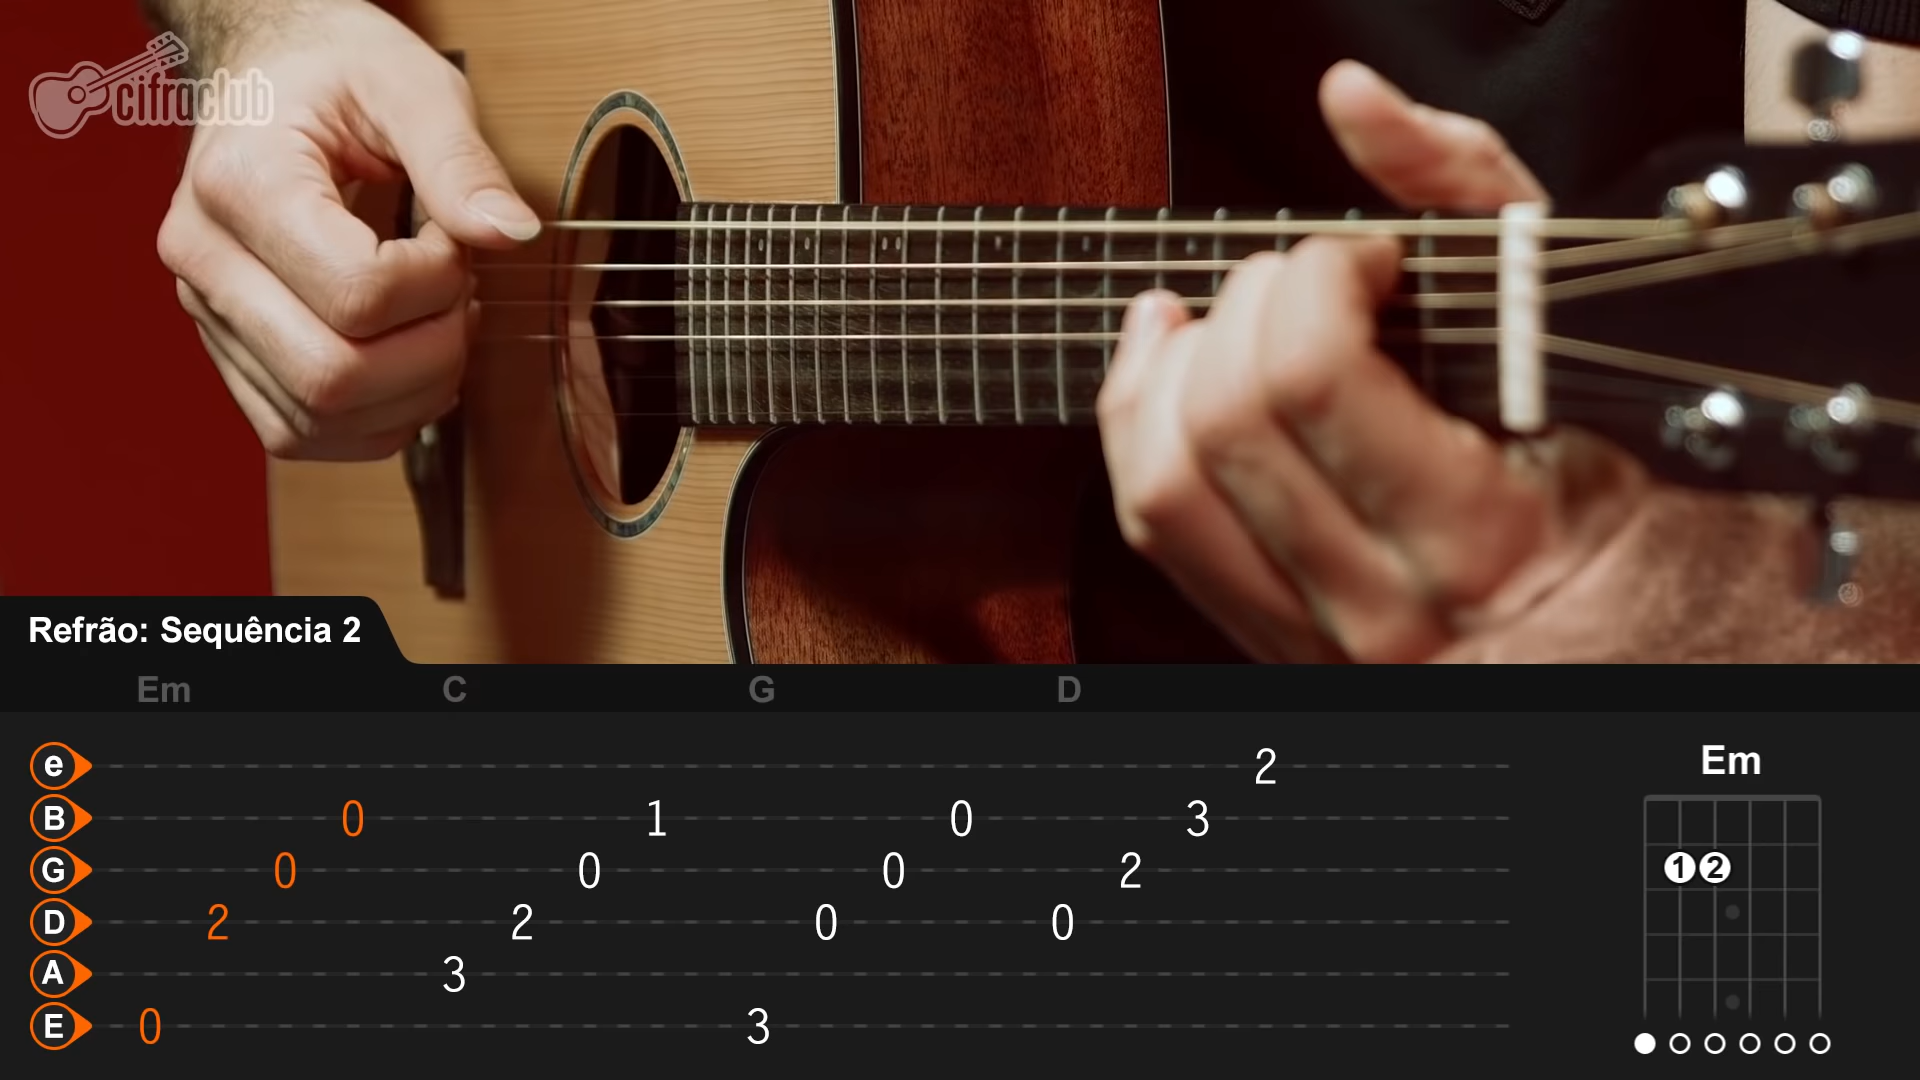 cifraclub
Refrão: Sequência 2
Em C G D
e 2
B 0 1 0 3
G 0 0 0 2
D 2 2 0 0
A 3
E 0 3
Em
1 2